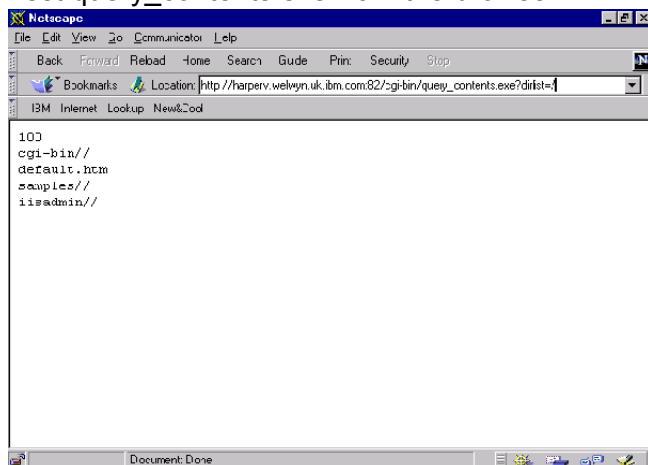 Netscape
File Edit View Go Communicator Help
Back Forward Reload Home Search Guide Print Security Stop
Bookmarks Location: http://harperv.welwyn.uk.ibm.com:82/cgi-bin/query_contents.exe?dirlist=/
IBM Internet Lookup New&Cool
100
cgi-bin//
default.htm
samples//
iisadmin//
Document: Done